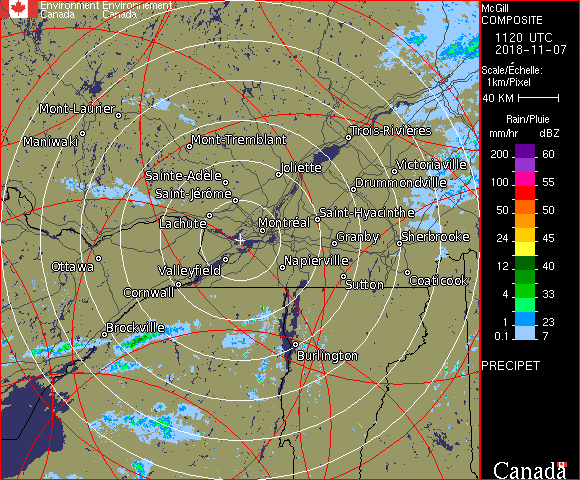 Environment Environnement
Canada Canada
McGill
COMPOSITE
1120 UTC
2018-11-07
Scale/Échelle:
1km/Pixel
40 KM
Rain/Pluie
mm/hr dBZ
200 60
100 55
50 50
24 45
12 40
4 33
1 23
0.1 7
PRECIPET
Canada
Mont-Laurier
Maniwaki
Mont-Tremblant
Trois-Rivières
Joliette
Victoriaville
Sainte-Adèle
Drummondville
Saint-Jérôme
Lachute
Saint-Hyacinthe
Montréal
Granby
Sherbrooke
Ottawa
Valleyfield
Napierville
Cornwall
Sutton
Coaticook
Brockville
Burlington